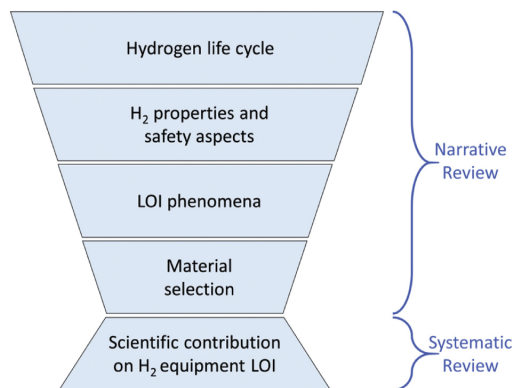 Hydrogen life cycle
H₂ properties and
safety aspects
LOI phenomena
Material
selection
Scientific contribution
on H₂ equipment LOI
Narrative
Review
Systematic
Review